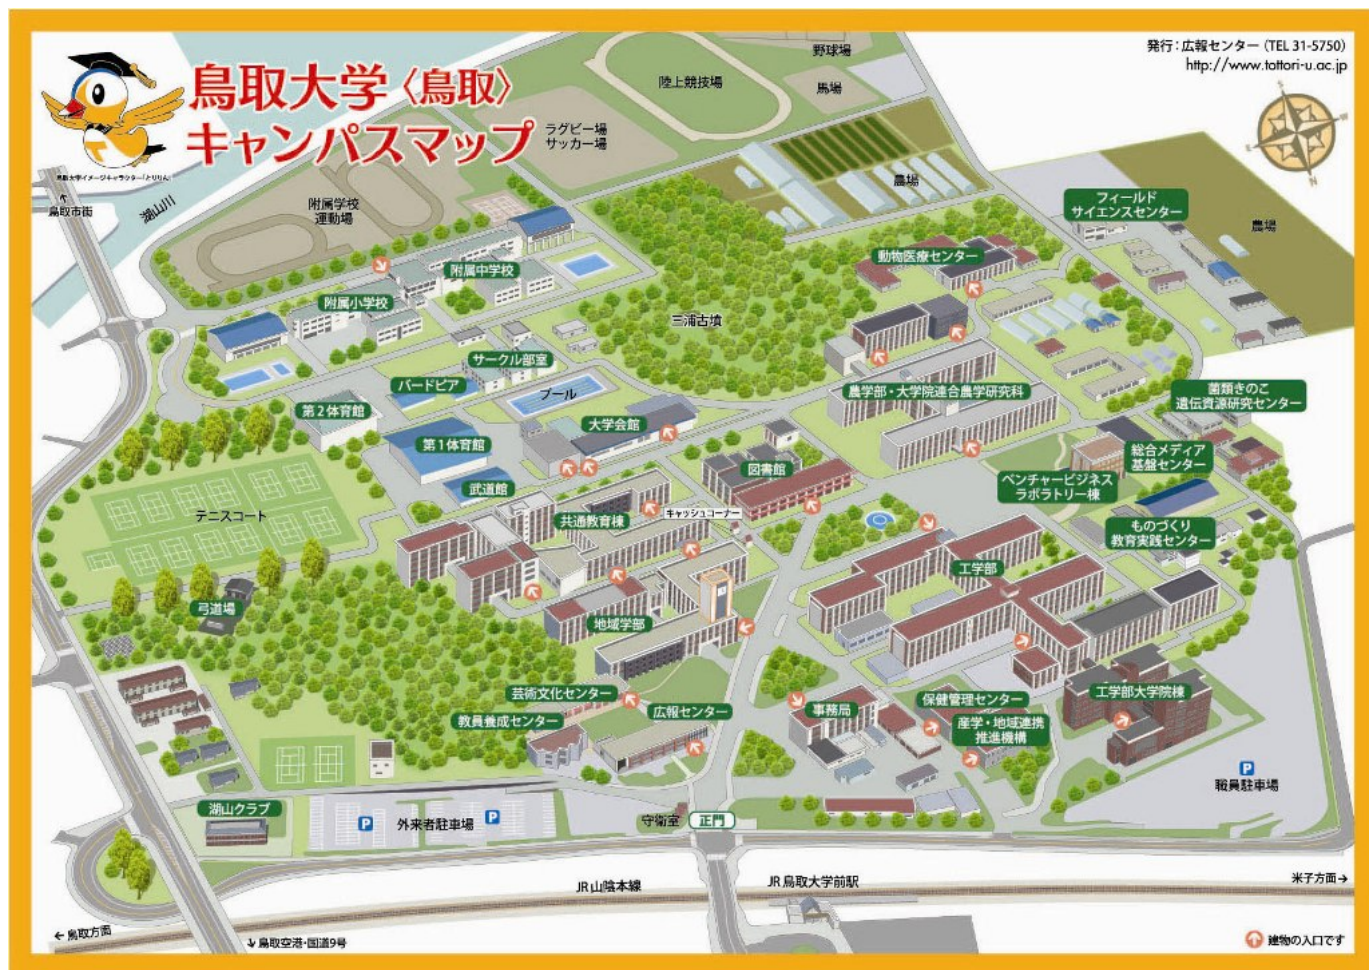 鳥取大学〈鳥取〉
キャンパスマップ
鳥取大学イメージキャラクター「とりりん」
発行：広報センター（TEL 31-5750）
http://www.tottori-u.ac.jp
N
野球場
陸上競技場
馬場
ラグビー場
サッカー場
農場
附属学校
運動場
鳥取市街
湖山川
フィールド
サイエンスセンター
農場
動物医療センター
附属中学校
附属小学校
三浦古墳
サークル部室
バードピア
プール
農学部・大学院連合農学研究科
菌類きのこ
遺伝資源研究センター
第2体育館
大学会館
第1体育館
総合メディア
基盤センター
図書館
武道館
ベンチャービジネス
ラボラトリー棟
テニスコート
共通教育棟
キャッシュコーナー
ものづくり
教育実践センター
工学部
弓道場
地域学部
芸術文化センター
教員養成センター
広報センター
事務局
保健管理センター
産学・地域連携
推進機構
工学部大学院棟
P
職員駐車場
湖山クラブ
P
外来者駐車場
P
守衛室
正門
JR山陰本線
JR鳥取大学前駅
米子方面→
←鳥取方面
↓鳥取空港・国道9号
建物の入口です